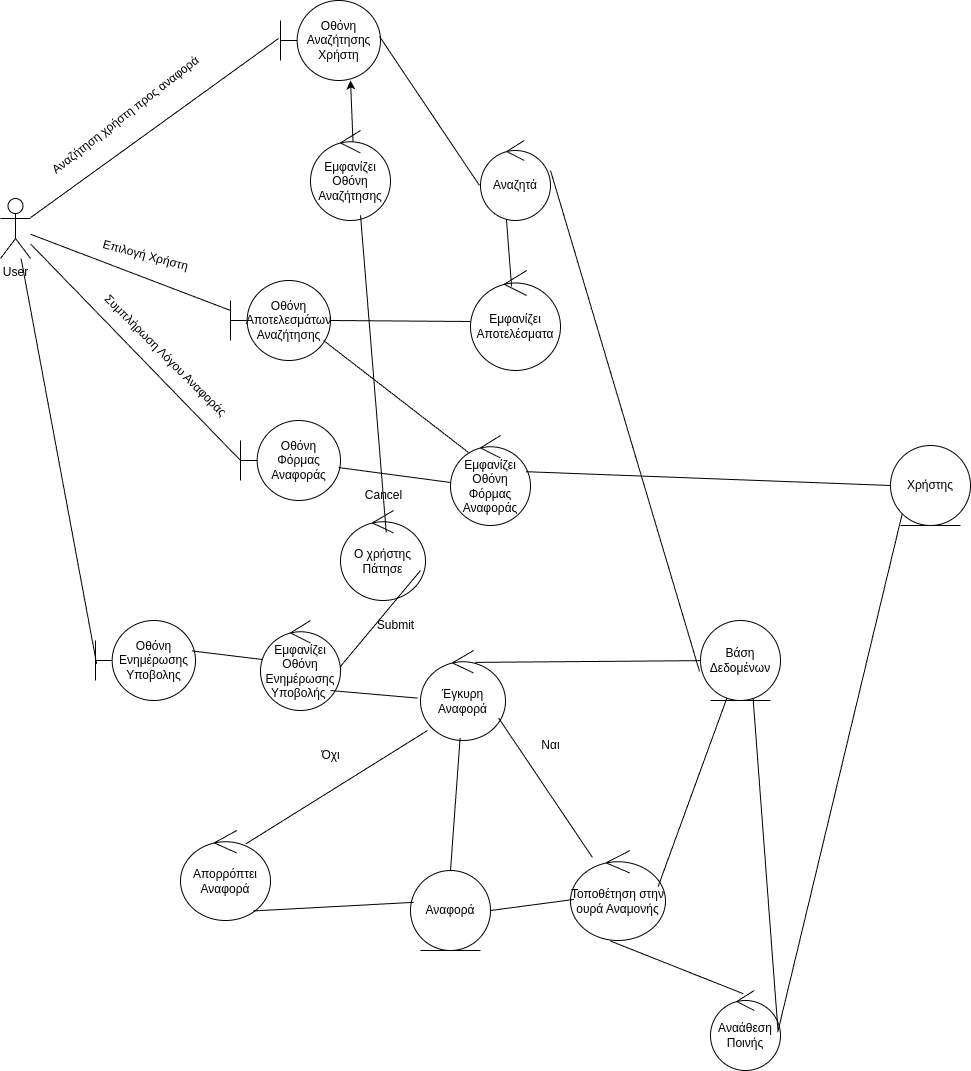 Οθόνη
Αναζήτησης
Χρήστη
Αναζήτηση χρήστη προς αναφορά
Εμφανίζει
Οθόνη
Αναζήτησης
Αναζητά
User
Επιλογή Χρήστη
Οθόνη
Αποτελεσμάτων
Αναζήτησης
Εμφανίζει
Αποτελέσματα
Συμπλήρωση Λόγου Αναφοράς
Οθόνη
Φόρμας
Αναφοράς
Εμφανίζει
Οθόνη
Φόρμας
Αναφοράς
Χρήστης
Cancel
Ο χρήστης
Πάτησε
Submit
Οθόνη
Ενημέρωσης
Υποβολης
Εμφανίζει
Οθόνη
Ενημέρωσης
Υποβολής
Έγκυρη
Αναφορά
Βάση
Δεδομένων
Όχι
Ναι
Απορρόπτει
Αναφορά
Αναφορά
Τοποθέτηση στην
ουρά Αναμονής
Αναάθεση
Ποινής